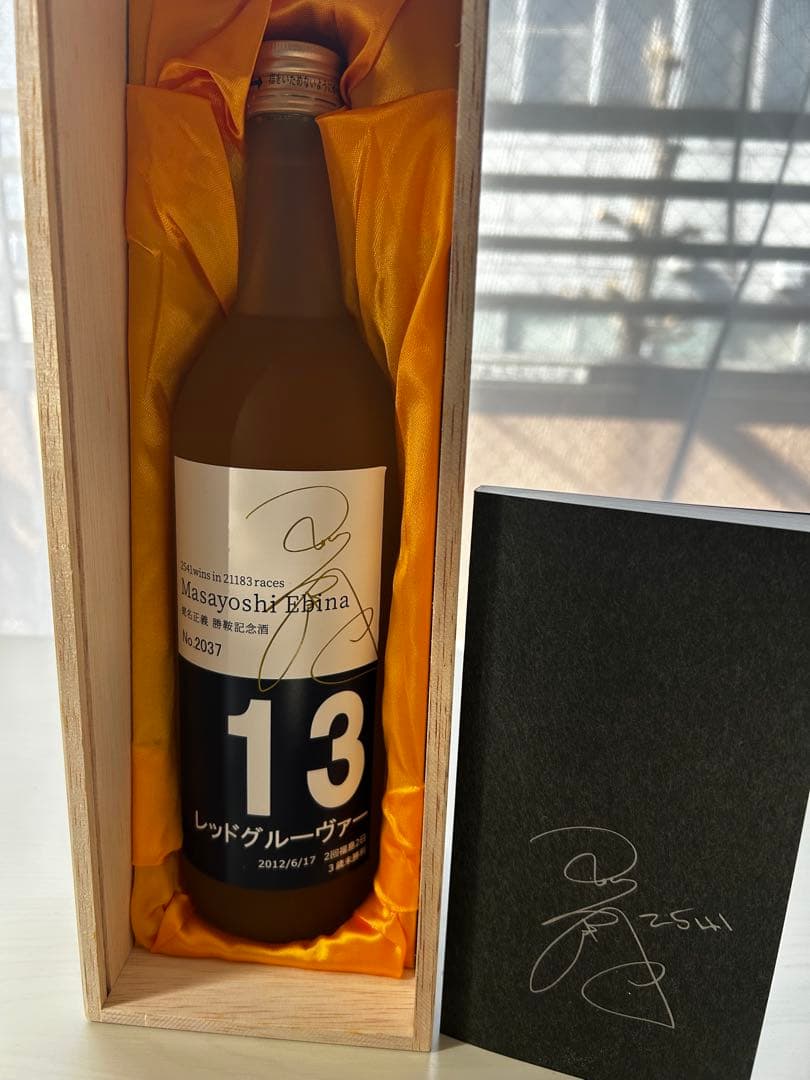 2541wins in 21183races
Masayoshi Ebina
蛯名正義 勝鞍記念酒
No.2037
13
レッドグルーヴァー
2012/6/17 2回福島2日
3歳未勝利
2541